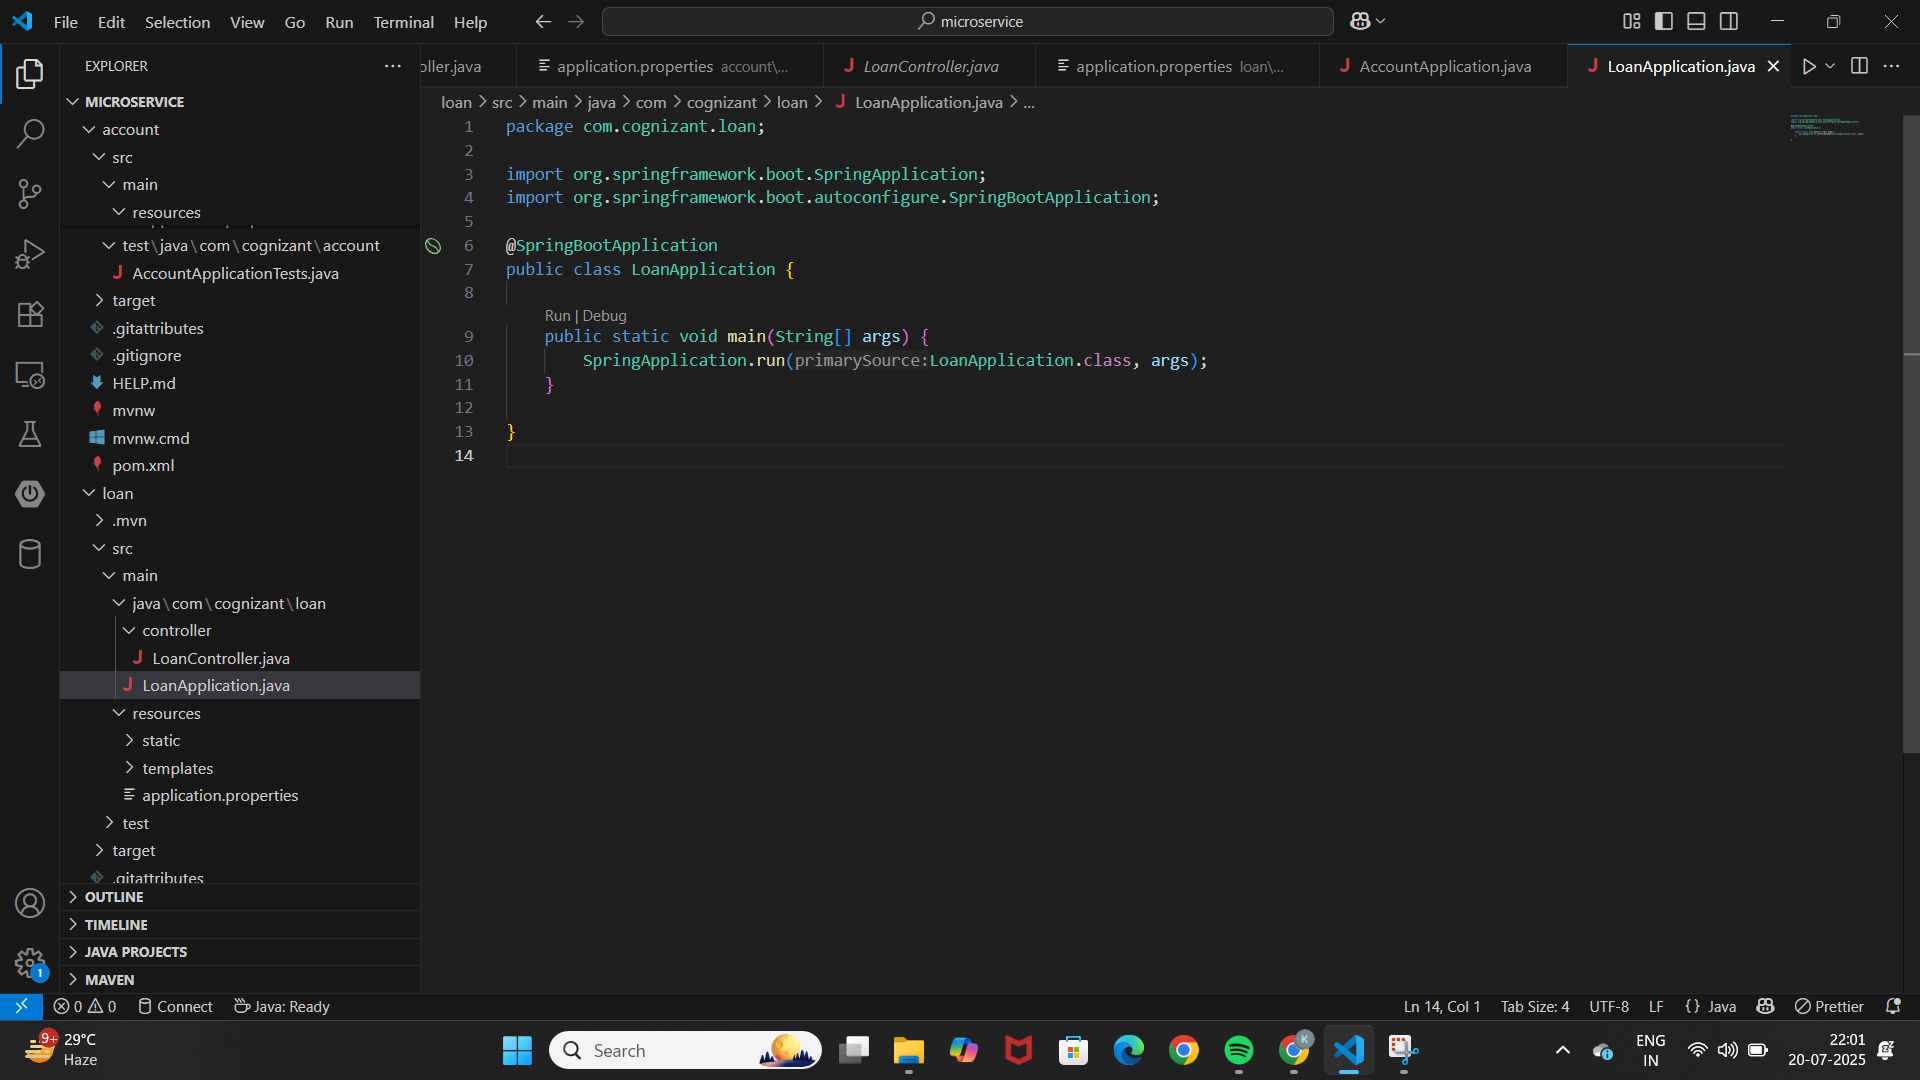 File Edit Selection View Go Run Terminal Help
microservice
EXPLORER
oller.java
application.properties account\...
LoanController.java
application.properties loan\...
AccountApplication.java
LoanApplication.java
loan > src > main > java > com > cognizant > loan > LoanApplication.java > ...
MICROSERVICE
account
src
main
resources
test\java\com\cognizant\account
AccountApplicationTests.java
target
.gitattributes
.gitignore
HELP.md
mvnw
mvnw.cmd
pom.xml
loan
.mvn
src
main
java\com\cognizant\loan
controller
LoanController.java
LoanApplication.java
resources
static
templates
application.properties
test
target
.gitattributes
OUTLINE
TIMELINE
JAVA PROJECTS
MAVEN
1 package com.cognizant.loan;
2
3 import org.springframework.boot.SpringApplication;
4 import org.springframework.boot.autoconfigure.SpringBootApplication;
5
6 @SpringBootApplication
7 public class LoanApplication {
8
Run | Debug
9 public static void main(String[] args) {
10 SpringApplication.run(primarySource:LoanApplication.class, args);
11 }
12
13 }
14
1
0 0 Connect Java: Ready
Ln 14, Col 1 Tab Size: 4 UTF-8 LF {} Java Prettier
9+
29°C
Haze
Search
K
ENG
IN
22:01
20-07-2025